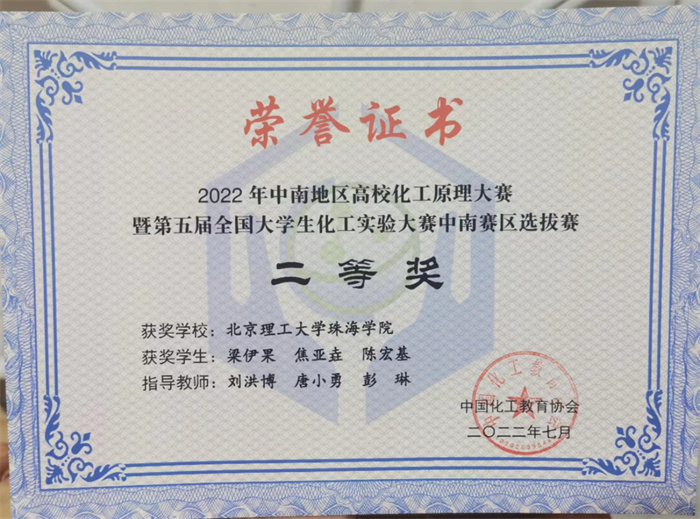 荣誉证书
2022年中南地区高校化工原理大赛
暨第五届全国大学生化工实验大赛中南赛区选拔赛
二等奖
获奖学校：北京理工大学珠海学院
获奖学生：梁伊果 焦亚垚 陈宏基
指导教师：刘洪博 唐小勇 彭琳
中国化工教育协会
二〇二二年七月